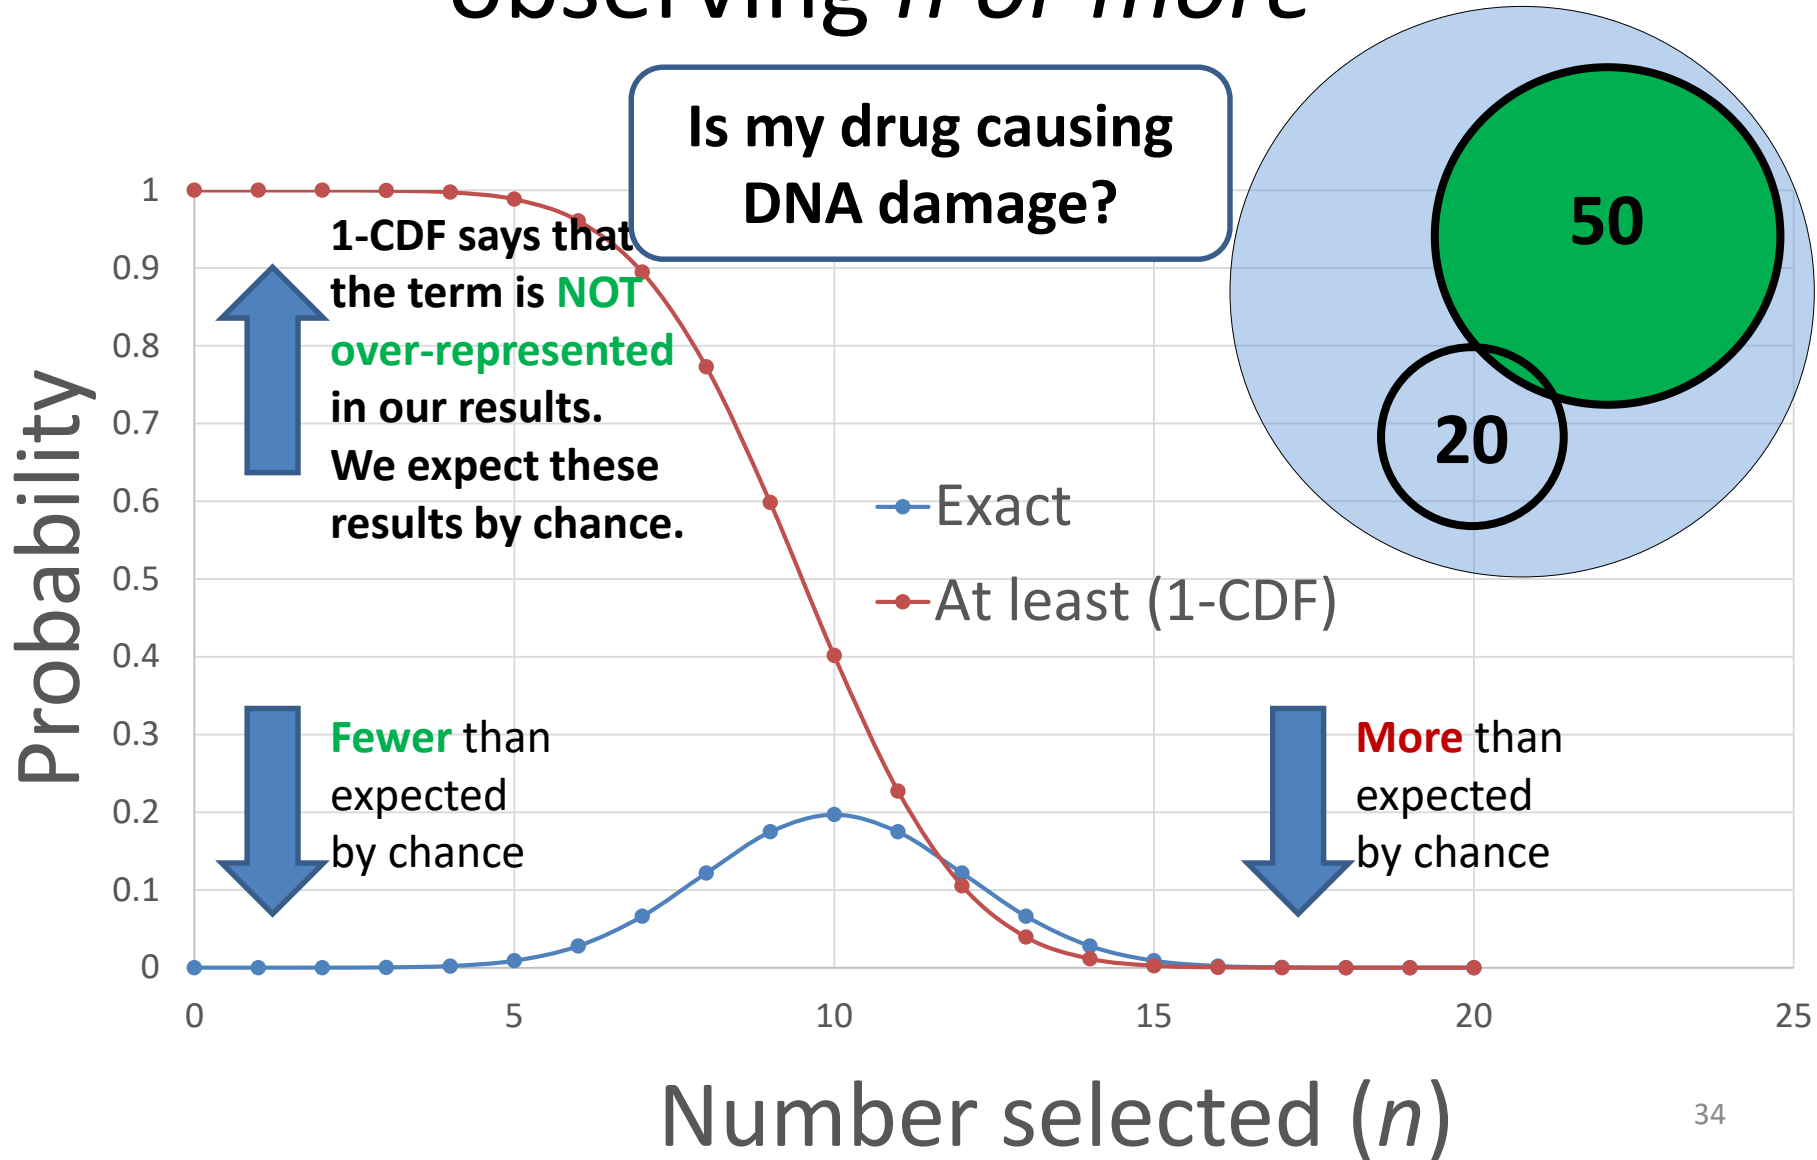 observing n or more
Is my drug causing
DNA damage?
50
20
1-CDF says that
the term is NOT
over-represented
in our results.
We expect these
results by chance.
Exact
At least (1-CDF)
Fewer than
expected
by chance
More than
expected
by chance
Probability
1
0.9
0.8
0.7
0.6
0.5
0.4
0.3
0.2
0.1
0
0 5 10 15 20 25
Number selected (n)
34